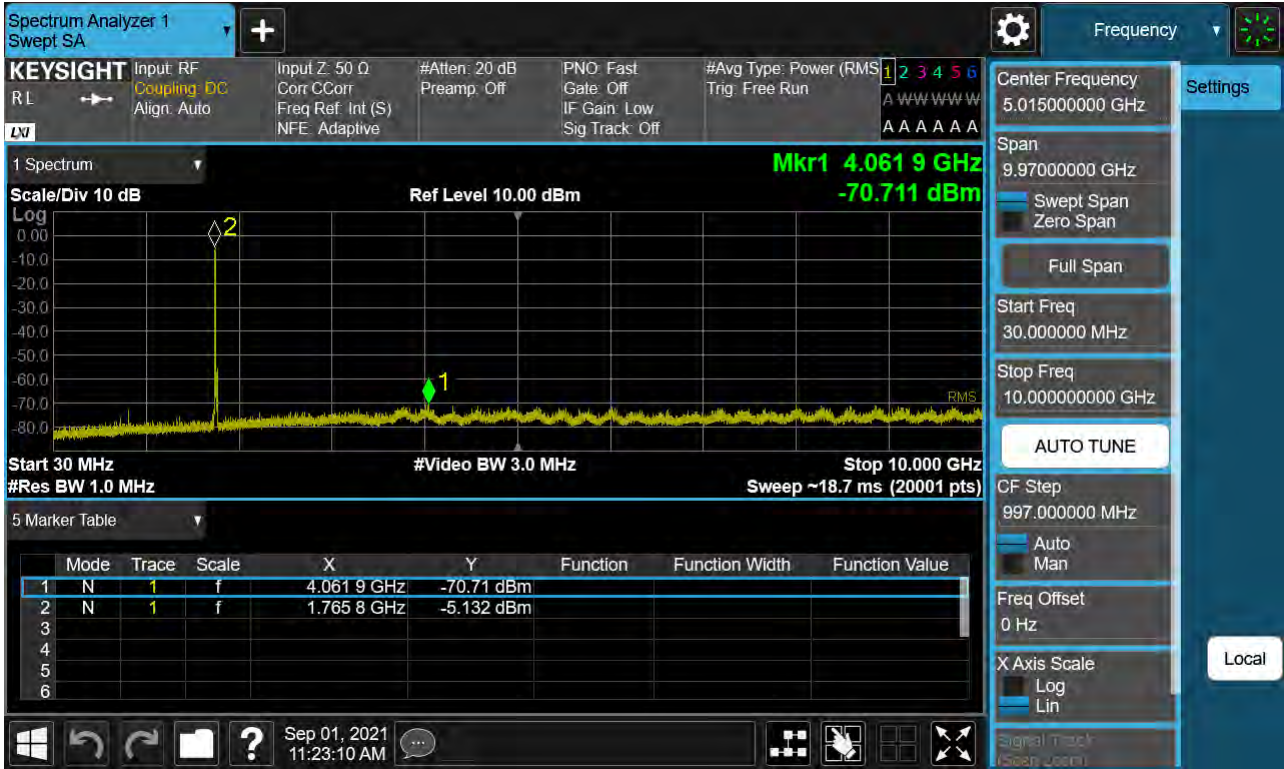 Spectrum Analyzer 1
Swept SA
+
Frequency
KEYSIGHT
RL
LXI
Input: RF
Coupling: DC
Align: Auto
Input Z: 50 Ω
Corr CCorr
Freq Ref: Int (S)
NFE: Adaptive
#Atten: 20 dB
Preamp: Off
PNO: Fast
Gate: Off
IF Gain: Low
Sig Track: Off
#Avg Type: Power (RMS
Trig: Free Run
1 2 3 4 5 6
A W W W W W
A A A A A A
1 Spectrum
Mkr1 4.061 9 GHz
-70.711 dBm
Scale/Div 10 dB
Ref Level 10.00 dBm
Log
0.00
-10.0
-20.0
-30.0
-40.0
-50.0
-60.0
-70.0
-80.0
2
1
RMS
Start 30 MHz
#Video BW 3.0 MHz
Stop 10.000 GHz
#Res BW 1.0 MHz
Sweep ~18.7 ms (20001 pts)
5 Marker Table
Mode Trace Scale X Y Function Function Width Function Value
1 N 1 f 4.061 9 GHz -70.71 dBm
2 N 1 f 1.765 8 GHz -5.132 dBm
3
4
5
6
Center Frequency
5.015000000 GHz
Settings
Span
9.97000000 GHz
Swept Span
Zero Span
Full Span
Start Freq
30.000000 MHz
Stop Freq
10.000000000 GHz
AUTO TUNE
CF Step
997.000000 MHz
Auto
Man
Freq Offset
0 Hz
X Axis Scale
Log
Lin
Local
Signal Track
(Span Zoom)
?
Sep 01, 2021
11:23:10 AM